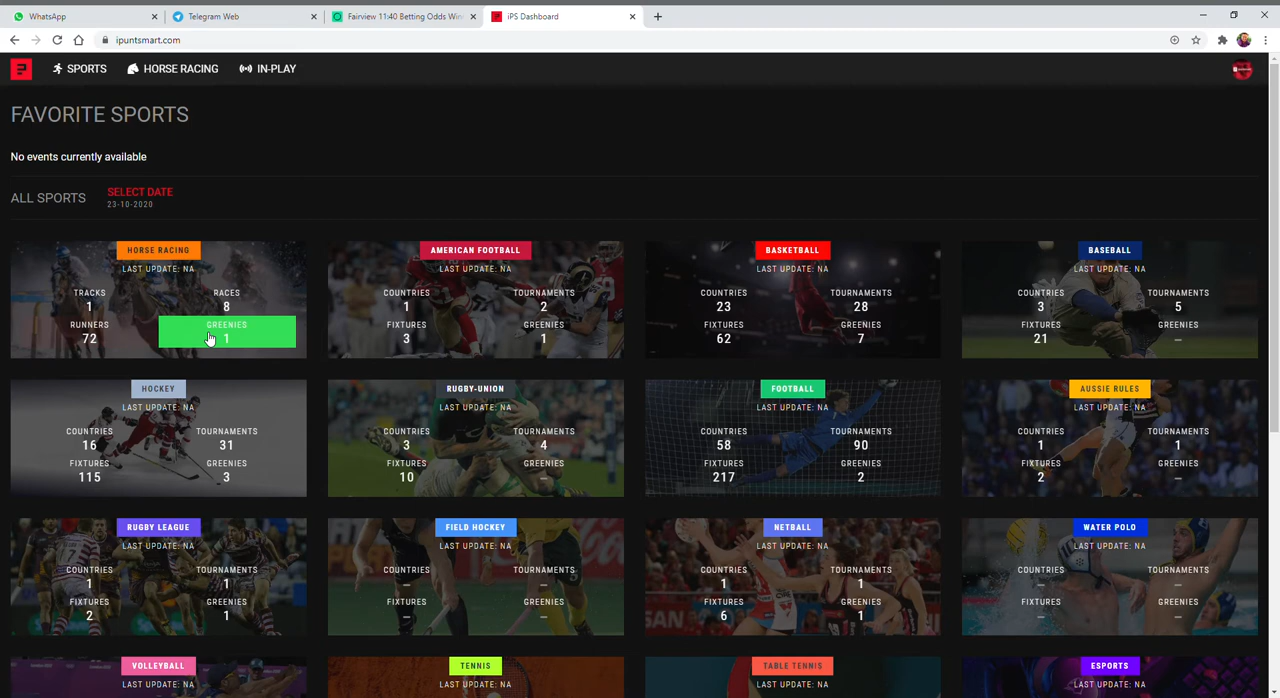 WhatsApp
Telegram Web
Fairview 11:40 Betting Odds Win
iPS Dashboard
ipuntsmart.com
SPORTS
HORSE RACING
IN-PLAY
FAVORITE SPORTS
No events currently available
ALL SPORTS
SELECT DATE
23-10-2020
HORSE RACING
LAST UPDATE: NA
TRACKS
RACES
1
8
RUNNERS
GREENIES
72
1
AMERICAN FOOTBALL
LAST UPDATE: NA
COUNTRIES
TOURNAMENTS
1
2
FIXTURES
GREENIES
3
1
BASKETBALL
LAST UPDATE: NA
COUNTRIES
TOURNAMENTS
23
28
FIXTURES
GREENIES
62
7
BASEBALL
LAST UPDATE: NA
COUNTRIES
TOURNAMENTS
3
5
FIXTURES
GREENIES
21
–
HOCKEY
LAST UPDATE: NA
COUNTRIES
TOURNAMENTS
16
31
FIXTURES
GREENIES
115
3
RUGBY-UNION
LAST UPDATE: NA
COUNTRIES
TOURNAMENTS
3
4
FIXTURES
GREENIES
10
–
FOOTBALL
LAST UPDATE: NA
COUNTRIES
TOURNAMENTS
58
90
FIXTURES
GREENIES
217
2
AUSSIE RULES
LAST UPDATE: NA
COUNTRIES
TOURNAMENTS
1
1
FIXTURES
GREENIES
2
–
RUGBY LEAGUE
LAST UPDATE: NA
COUNTRIES
TOURNAMENTS
1
1
FIXTURES
GREENIES
2
1
FIELD HOCKEY
LAST UPDATE: NA
COUNTRIES
TOURNAMENTS
–
–
FIXTURES
GREENIES
–
–
NETBALL
LAST UPDATE: NA
COUNTRIES
TOURNAMENTS
1
1
FIXTURES
GREENIES
6
1
WATER POLO
LAST UPDATE: NA
COUNTRIES
TOURNAMENTS
–
–
FIXTURES
GREENIES
–
–
VOLLEYBALL
LAST UPDATE: NA
TENNIS
LAST UPDATE: NA
TABLE TENNIS
LAST UPDATE: NA
ESPORTS
LAST UPDATE: NA